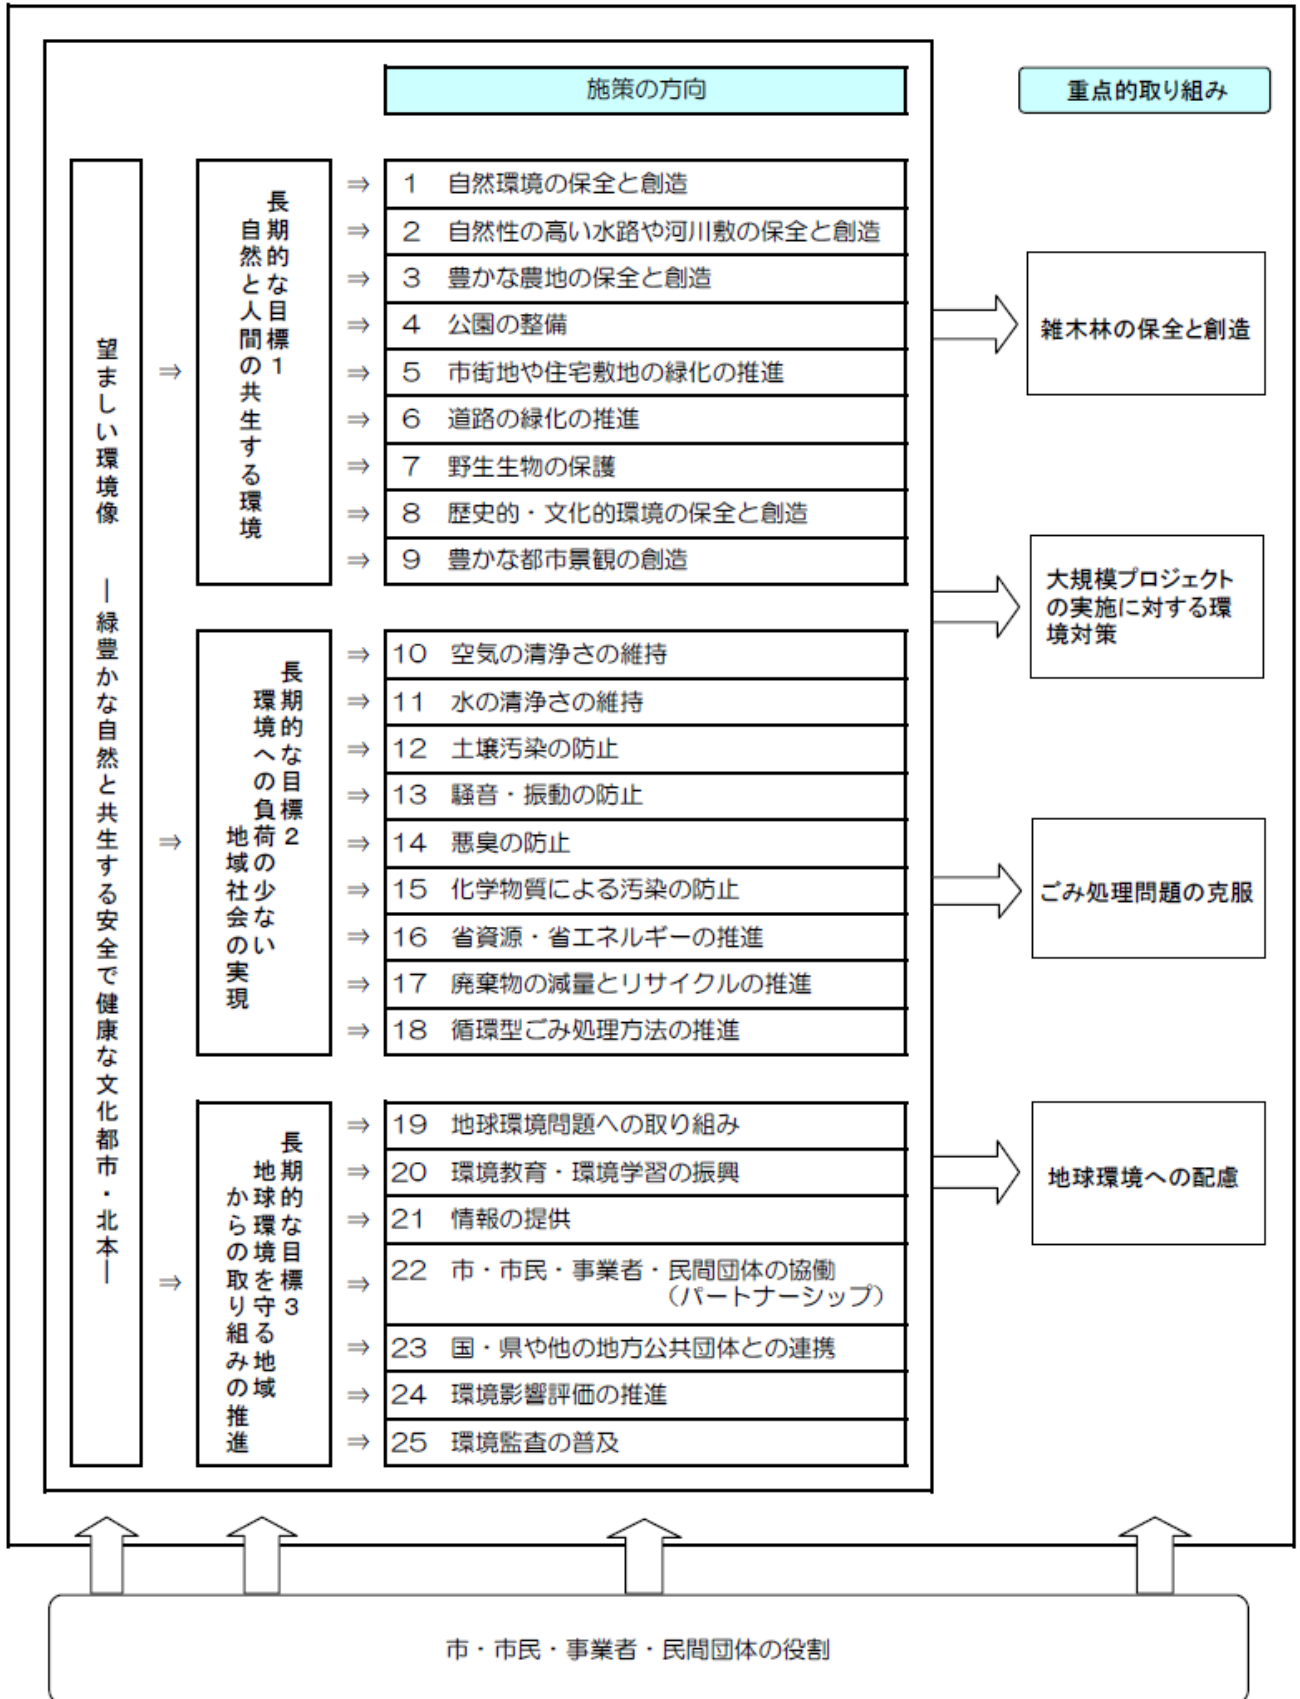 施策の方向
重点的取り組み
望ましい環境像 ―緑豊かな自然と共生する安全で健康な文化都市・北本―
長期的な目標1
自然と人間の共生する環境
1 自然環境の保全と創造
2 自然性の高い水路や河川敷の保全と創造
3 豊かな農地の保全と創造
4 公園の整備
5 市街地や住宅敷地の緑化の推進
6 道路の緑化の推進
7 野生生物の保護
8 歴史的・文化的環境の保全と創造
9 豊かな都市景観の創造
長期的な目標2
環境への負荷の少ない
地域社会の実現
10 空気の清浄さの維持
11 水の清浄さの維持
12 土壌汚染の防止
13 騒音・振動の防止
14 悪臭の防止
15 化学物質による汚染の防止
16 省資源・省エネルギーの推進
17 廃棄物の減量とリサイクルの推進
18 循環型ごみ処理方法の推進
長期的な目標3
地球環境を守る地域
からの取り組みの推進
19 地球環境問題への取り組み
20 環境教育・環境学習の振興
21 情報の提供
22 市・市民・事業者・民間団体の協働
（パートナーシップ）
23 国・県や他の地方公共団体との連携
24 環境影響評価の推進
25 環境監査の普及
雑木林の保全と創造
大規模プロジェクト
の実施に対する環
境対策
ごみ処理問題の克服
地球環境への配慮
市・市民・事業者・民間団体の役割